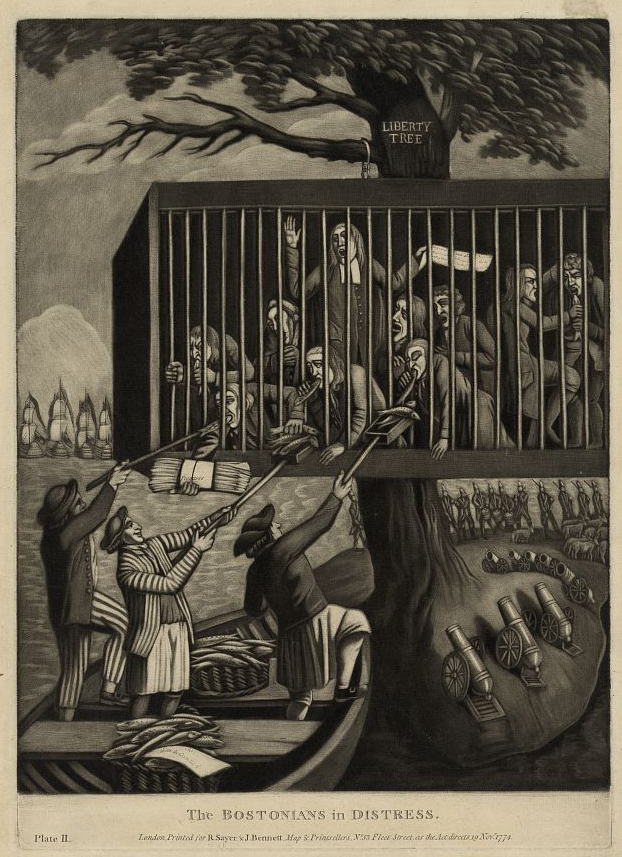 LIBERTY
TREE
The BOSTONIANS in DISTRESS.
Plate II.
London, Printed for R. Sayer & J. Bennett, Map & Printsellers, No. 53 Fleet Street, as the Act directs 19 Nov. 1774.